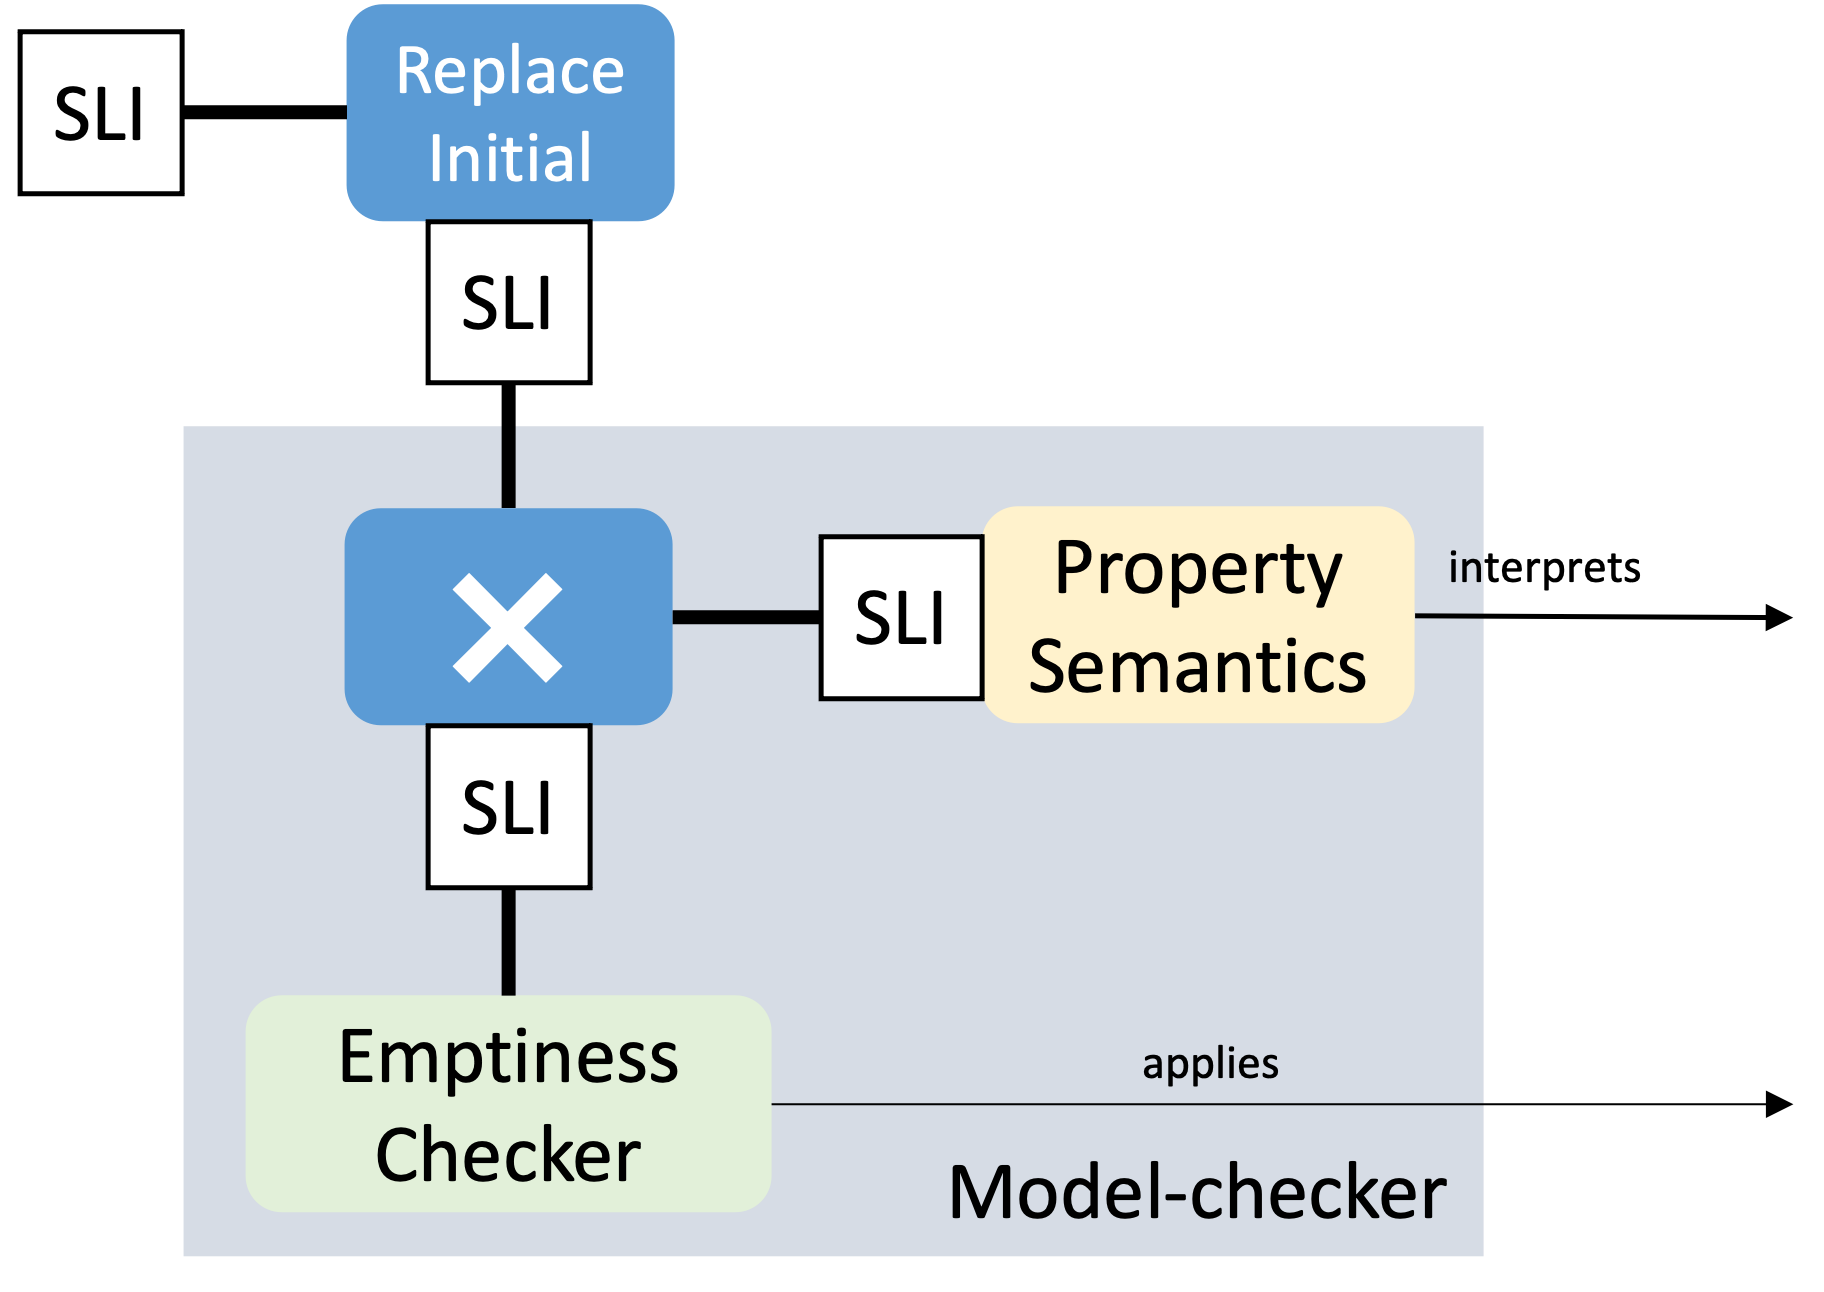 SLI
Replace
Initial
SLI
×
SLI
Property
Semantics
interprets
SLI
Emptiness
Checker
applies
Model-checker